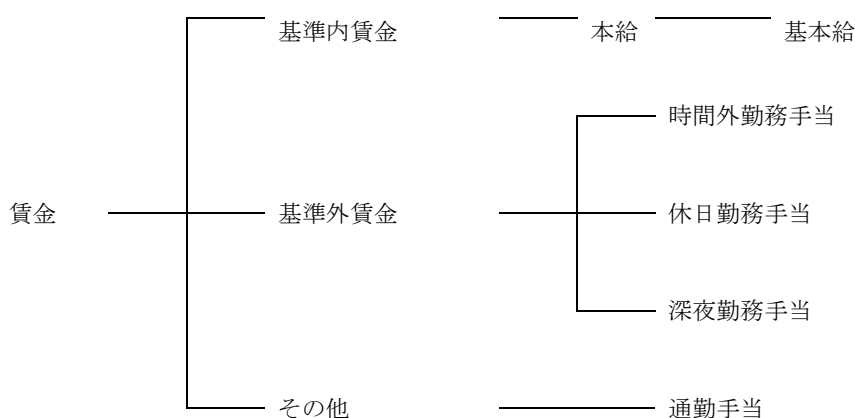 基準内賃金 本給 基本給
時間外勤務手当
賃金 基準外賃金 休日勤務手当
深夜勤務手当
その他 通勤手当